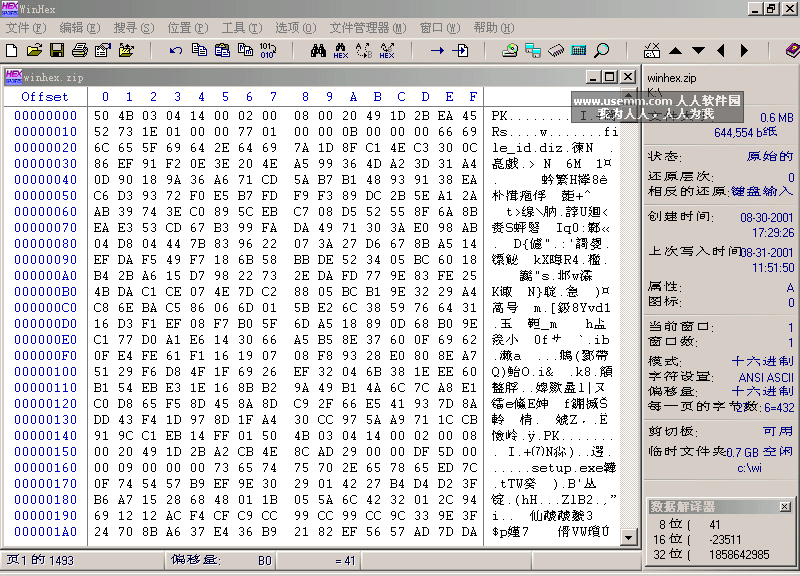 WinHex
文件(F) 编辑(E) 搜寻(S) 位置(P) 工具(T) 选项(O) 文件管理器(M) 窗口(W) 帮助(H)
winhex.zip
Offset 0 1 2 3 4 5 6 7 8 9 A B C D E F
00000000 50 4B 03 04 14 00 02 00 08 00 20 49 1D 2B EA 45 PK
00000010 52 73 1E 01 00 00 77 01 00 00 0B 00 00 00 66 69 Rs....w.......fi
00000020 6C 65 5F 69 64 2E 64 69 7A 1D 8F C1 4E C3 30 0C le_id.diz.
00000030 86 EF 91 F2 0E 3E 20 4E A5 99 36 4D A2 3D 31 A4
00000040 0D 90 18 9A 36 A6 71 CD 5A B7 B1 48 93 91 38 EA
00000050 C6 D3 93 72 F0 E5 B7 FD F9 F3 89 DC 2B 5E A1 2A
00000060 AB 39 74 3E C0 89 5C EB C7 08 D5 52 55 8F 6A 8B
00000070 EA E3 53 CD 67 B3 99 FA DA 49 71 30 3A E0 98 AB
00000080 04 D8 04 44 7B 83 96 22 07 3A 27 D6 67 8B A5 14
00000090 EF DA F5 49 F7 18 6B 58 BB DE 52 34 05 BC 60 18
000000A0 B4 2B A6 15 D7 98 22 73 2E DA FD 77 9E 83 FE 25
000000B0 4B DA C1 CE 07 4E 7D C2 88 05 BC B1 9E 32 29 A4
000000C0 C8 6E BA C5 86 06 6D 01 5B E2 6C 38 59 76 64 31
000000D0 16 D3 F1 EF 08 F7 B0 5F 6D A5 18 89 0D 68 B0 9E
000000E0 C1 77 D0 A1 E6 14 30 66 A5 B5 8E 37 60 0F 69 62
000000F0 0F E4 FE 61 F1 16 19 07 08 F8 93 28 E0 80 8E A7
00000100 51 29 F6 D8 4F 1F 69 26 EF 32 04 6B 38 1E EE 60
00000110 B1 54 EB E3 1E 16 8B B2 9A 49 B1 4A 6C 7C A8 E1
00000120 C0 D8 65 F5 8D 45 8A 8D C9 2F 66 E5 41 93 7D 8A
00000130 DD 43 F4 1D 97 8D 1F A4 30 CC 97 5A A9 71 1C CB
00000140 91 9C C1 EB 14 FF 01 50 4B 03 04 14 00 02 00 08
00000150 00 20 49 1D 2B A2 CB 4E 8C AD 29 00 00 DF 5D 00
00000160 00 09 00 00 00 73 65 74 75 70 2E 65 78 65 ED 7C .....setup.exe
00000170 0F 74 54 57 B9 EF 9E 30 29 01 42 27 B4 D4 D2 3F
00000180 B6 A7 15 28 68 48 01 1B 05 5A 6C 42 32 01 2C 94
00000190 69 12 12 AC F4 CF C9 CC 99 CC 99 CC 9C 33 9E 3F
000001A0 24 70 8B A6 37 E4 36 B9 21 82 EF 56 57 AD 7D DA
winhex.zip
K:\
www.usemm.com 人人软件园
我为人人 人人为我
0.6 MB
644,554 b纸
状态: 原始的
还原层次: 0
相反的还原:键盘输入
创建时间: 08-30-2001
17:29:26
上次写入时间08-31-2001
11:51:50
属性: A
图标: 0
当前窗口: 1
窗口数: 1
模式: 十六进制
字符设置: ANSI ASCII
偏移量: 十六进制
每一页的字节数:6=432
剪切板: 可用
临时文件夹0.7 GB 空闲
c:\wi
数据解译器
8 位 ( 41
16 位 ( -23511
32 位 ( 1858642985
页1 的 1493 偏移量: B0 = 41